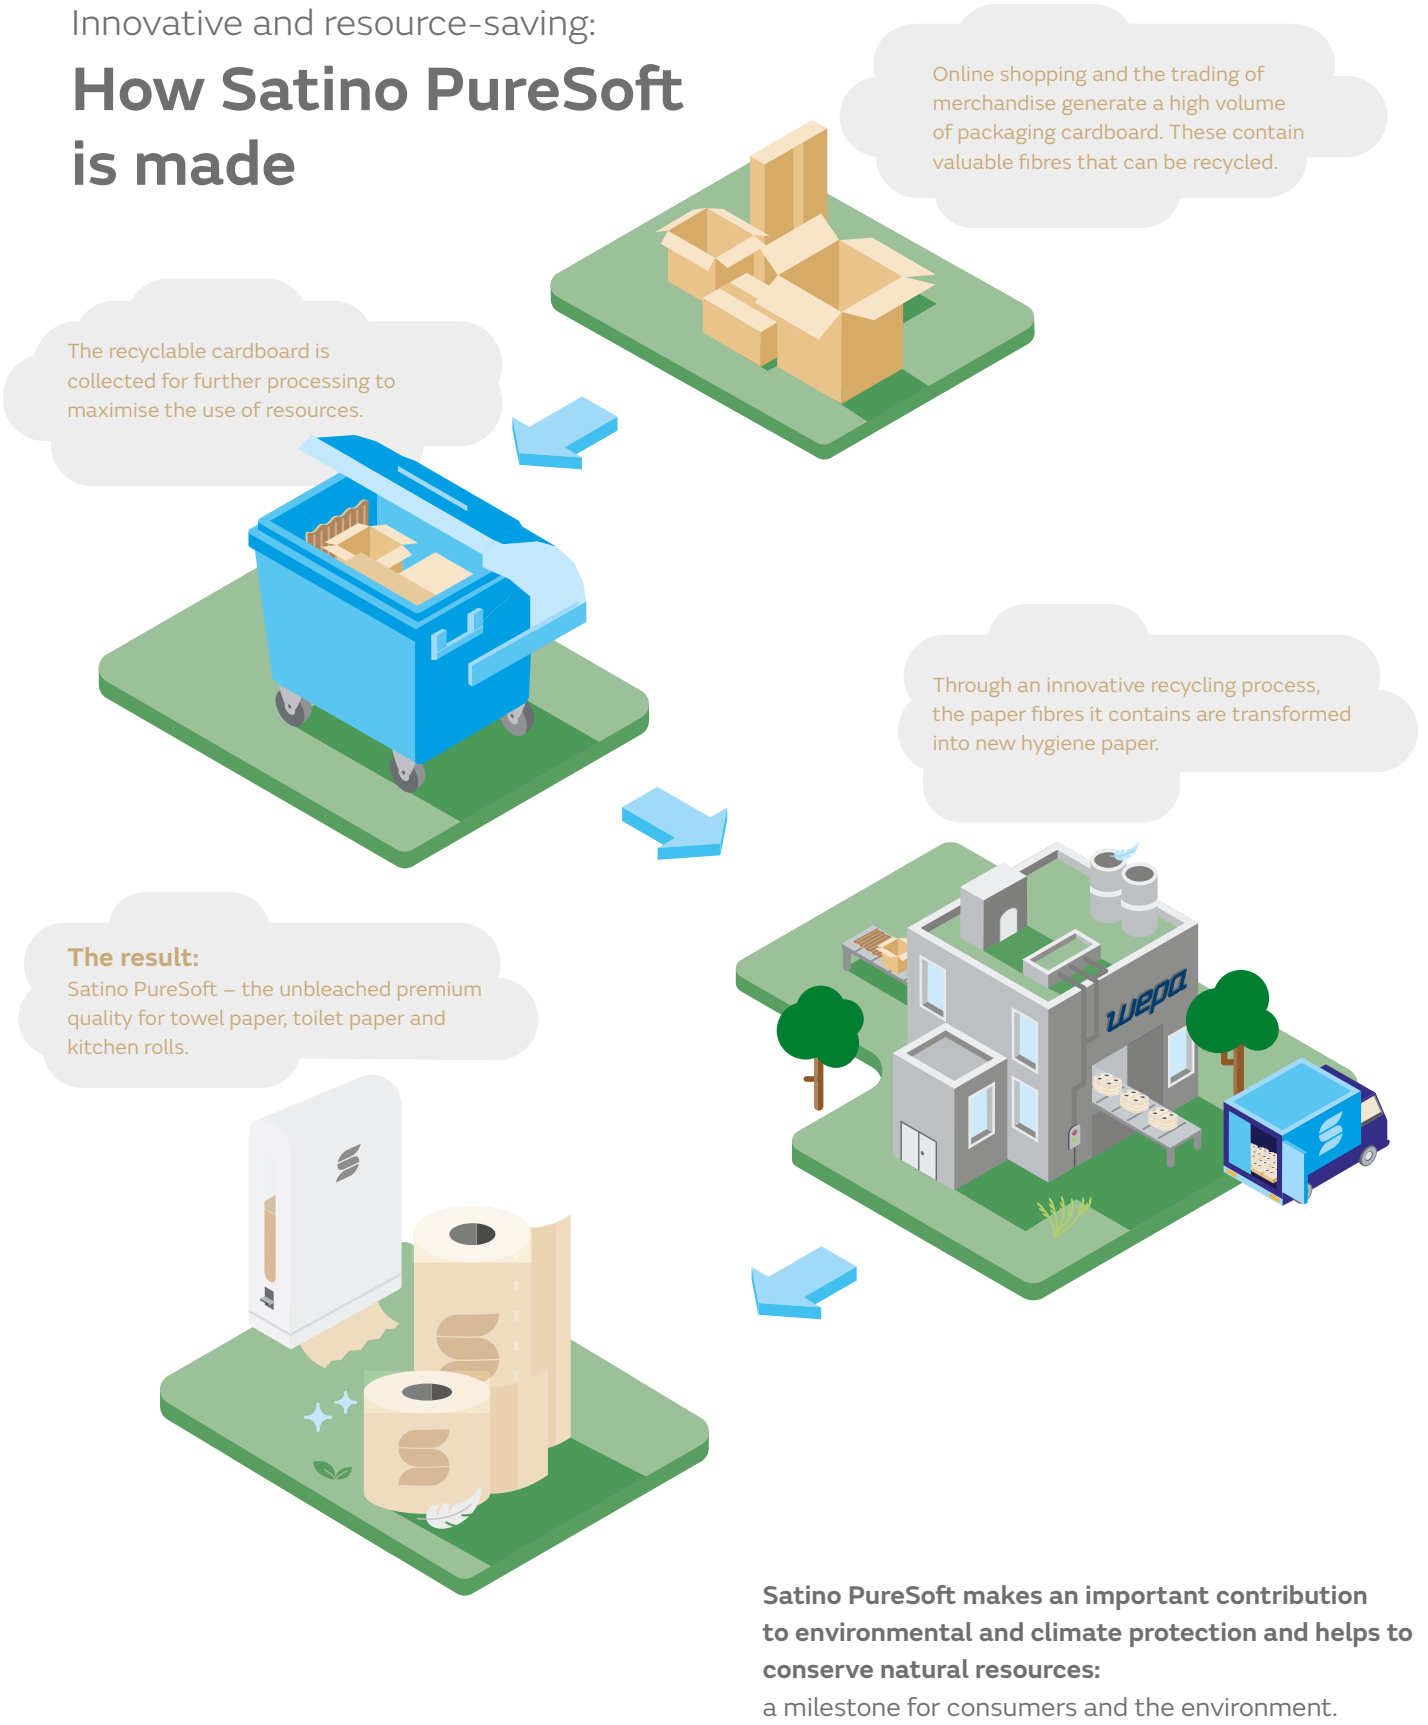 Innovative and resource-saving:
How Satino PureSoft
is made
Online shopping and the trading of
merchandise generate a high volume
of packaging cardboard. These contain
valuable fibres that can be recycled.
The recyclable cardboard is
collected for further processing to
maximise the use of resources.
Through an innovative recycling process,
the paper fibres it contains are transformed
into new hygiene paper.
wepa
The result:
Satino PureSoft – the unbleached premium
quality for towel paper, toilet paper and
kitchen rolls.
Satino PureSoft makes an important contribution
to environmental and climate protection and helps to
conserve natural resources:
a milestone for consumers and the environment.